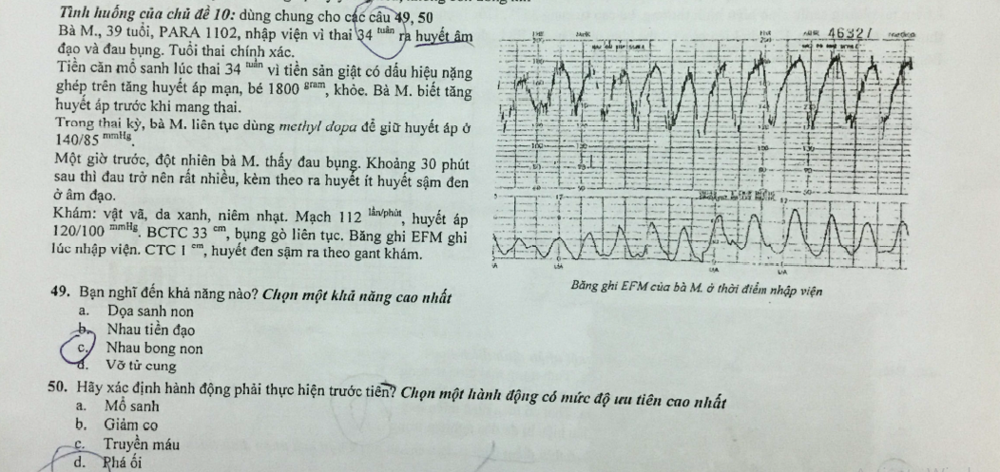 Tình huống của chủ đề 10: dùng chung cho các câu 49, 50
Bà M., 39 tuổi, PARA 1102, nhập viện vì thai 34 tuần ra huyết âm
đạo và đau bụng. Tuổi thai chính xác.
Tiền căn mổ sanh lúc thai 34 tuần vì tiền sản giật có dấu hiệu nặng
ghép trên tăng huyết áp mạn, bé 1800 gram, khỏe. Bà M. biết tăng
huyết áp trước khi mang thai.
Trong thai kỳ, bà M. liên tục dùng methyl dopa để giữ huyết áp ở
140/85 mmHg.
Một giờ trước, đột nhiên bà M. thấy đau bụng. Khoảng 30 phút
sau thì đau trở nên rất nhiều, kèm theo ra huyết ít huyết sậm đen
ở âm đạo.
Khám: vật vã, da xanh, niêm nhạt. Mạch 112 lần/phút, huyết áp
120/100 mmHg. BCTC 33 cm, bụng gò liên tục. Băng ghi EFM ghi
lúc nhập viện. CTC 1 cm, huyết đen sậm ra theo gant khám.
46321
Băng ghi EFM của bà M. ở thời điểm nhập viện
49. Bạn nghĩ đến khả năng nào? Chọn một khả năng cao nhất
a. Dọa sanh non
b. Nhau tiền đạo
c. Nhau bong non
d. Vỡ tử cung
50. Hãy xác định hành động phải thực hiện trước tiên? Chọn một hành động có mức độ ưu tiên cao nhất
a. Mổ sanh
b. Giảm co
c. Truyền máu
d. Phá ối